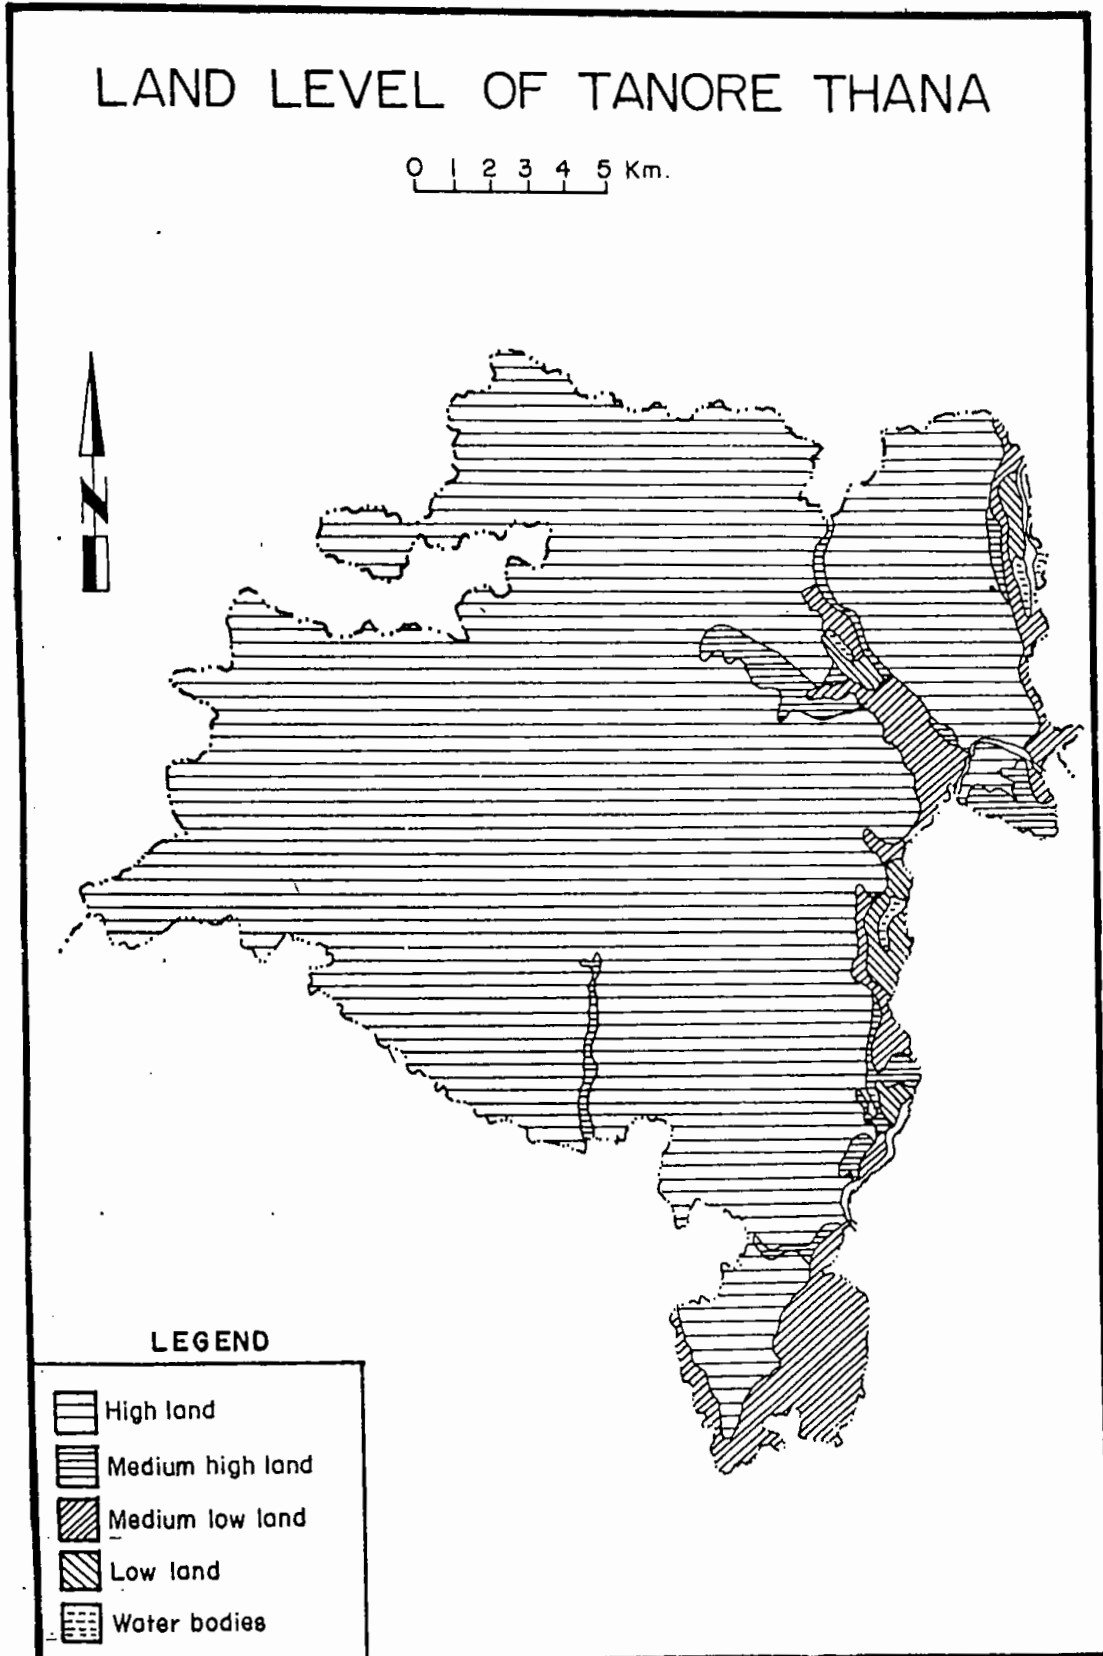 LAND LEVEL OF TANORE THANA
0 1 2 3 4 5 Km.
N
LEGEND
High land
Medium high land
Medium low land
Low land
Water bodies